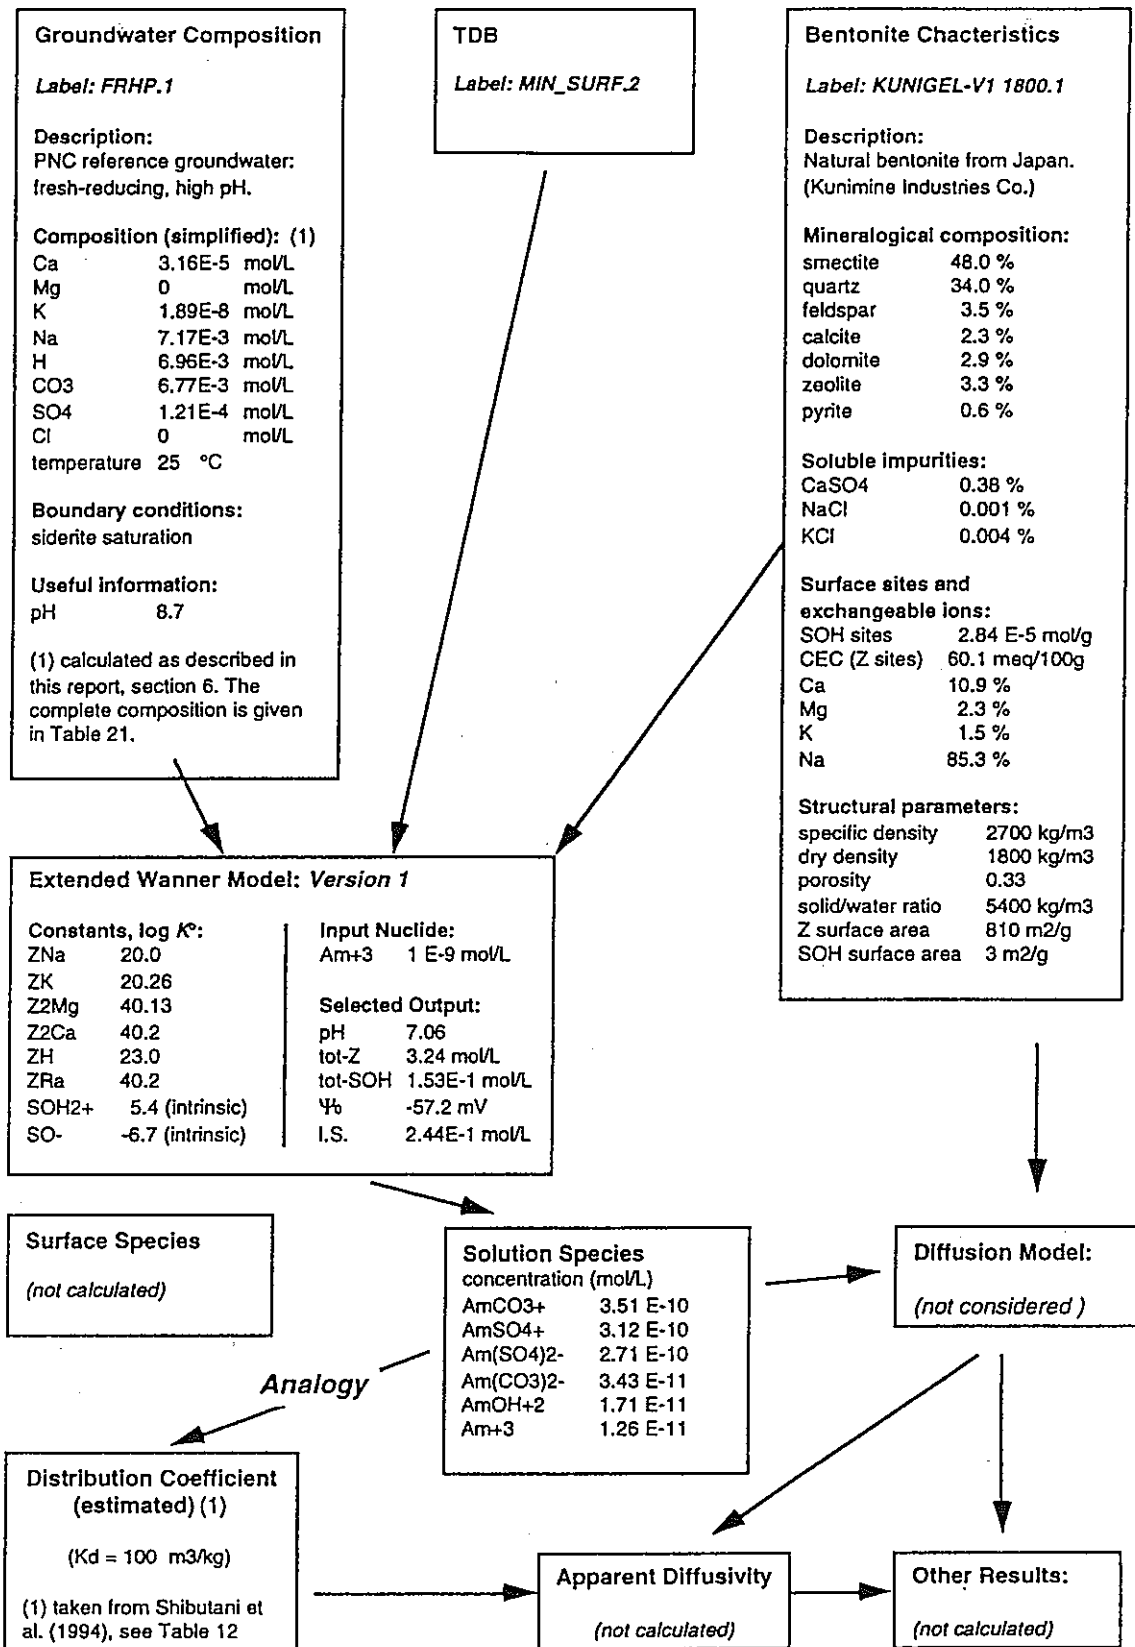 Groundwater Composition
Label: FRHP.1
Description:
PNC reference groundwater:
fresh-reducing, high pH.
Composition (simplified): (1)
Ca 3.16E-5 mol/L
Mg 0 mol/L
K 1.89E-8 mol/L
Na 7.17E-3 mol/L
H 6.96E-3 mol/L
CO3 6.77E-3 mol/L
SO4 1.21E-4 mol/L
Cl 0 mol/L
temperature 25 °C
Boundary conditions:
siderite saturation
Useful information:
pH 8.7
(1) calculated as described in
this report, section 6. The
complete composition is given
in Table 21.
TDB
Label: MIN_SURF.2
Bentonite Chacteristics
Label: KUNIGEL-V1 1800.1
Description:
Natural bentonite from Japan.
(Kunimine Industries Co.)
Mineralogical composition:
smectite 48.0 %
quartz 34.0 %
feldspar 3.5 %
calcite 2.3 %
dolomite 2.9 %
zeolite 3.3 %
pyrite 0.6 %
Soluble impurities:
CaSO4 0.38 %
NaCl 0.001 %
KCl 0.004 %
Surface sites and
exchangeable ions:
SOH sites 2.84 E-5 mol/g
CEC (Z sites) 60.1 meq/100g
Ca 10.9 %
Mg 2.3 %
K 1.5 %
Na 85.3 %
Structural parameters:
specific density 2700 kg/m3
dry density 1800 kg/m3
porosity 0.33
solid/water ratio 5400 kg/m3
Z surface area 810 m2/g
SOH surface area 3 m2/g
Extended Wanner Model: Version 1
Constants, log K°:
ZNa 20.0
ZK 20.26
Z2Mg 40.13
Z2Ca 40.2
ZH 23.0
ZRa 40.2
SOH2+ 5.4 (intrinsic)
SO- -6.7 (intrinsic)
Input Nuclide:
Am+3 1 E-9 mol/L
Selected Output:
pH 7.06
tot-Z 3.24 mol/L
tot-SOH 1.53E-1 mol/L
Ψ0 -57.2 mV
I.S. 2.44E-1 mol/L
Surface Species
(not calculated)
Solution Species
concentration (mol/L)
AmCO3+ 3.51 E-10
AmSO4+ 3.12 E-10
Am(SO4)2- 2.71 E-10
Am(CO3)2- 3.43 E-11
AmOH+2 1.71 E-11
Am+3 1.26 E-11
Diffusion Model:
(not considered )
Analogy
Distribution Coefficient
(estimated) (1)
(Kd = 100 m3/kg)
(1) taken from Shibutani et
al. (1994), see Table 12
Apparent Diffusivity
(not calculated)
Other Results:
(not calculated)